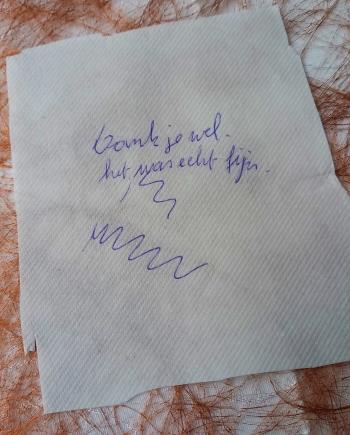 Dank je wel.
het was echt fijn.